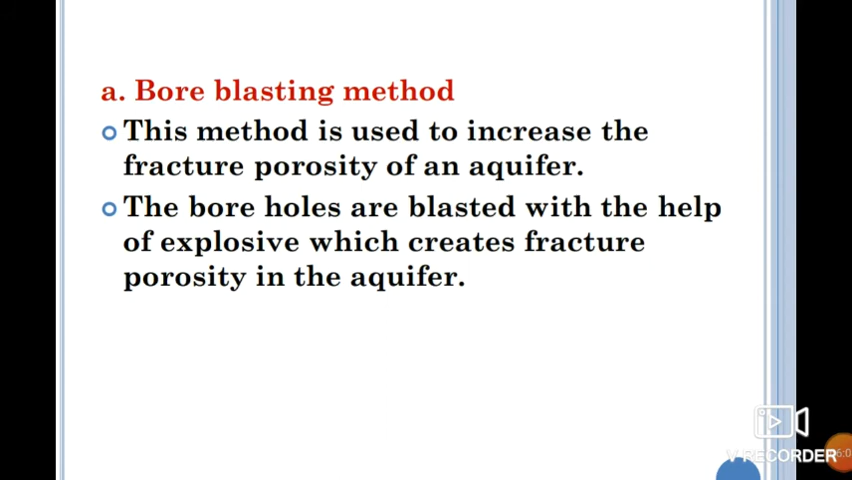 a. Bore blasting method
This method is used to increase the
fracture porosity of an aquifer.
The bore holes are blasted with the help
of explosive which creates fracture
porosity in the aquifer.
V RECORDER